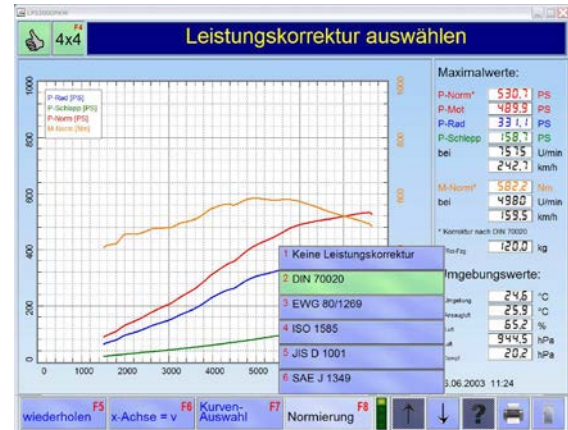 LPS3000PKW
F4
4x4
Leistungskorrektur auswählen
P-Rad [PS]
P-Schlepp [PS]
P-Norm [PS]
M-Norm [Nm]
1000
800
600
400
200
0
1000
800
600
0 1000 2000 3000 4000 5000
Maximalwerte:
P-Norm* 530,7 PS
P-Mot 489,9 PS
P-Rad 331,1 PS
P-Schlepp 158,7 PS
bei 7575 U/min
242,7 km/h
M-Norm* 582,2 Nm
bei 4980 U/min
159,5 km/h
* Korrektur nach DIN 70020
120,0 kg
Umgebungswerte:
24,6 °C
25,9 °C
65,2 %
944,5 hPa
20,2 hPa
.06.2003 11:24
1 Keine Leistungskorrektur
2 DIN 70020
3 EWG 80/1269
4 ISO 1585
5 JIS D 1001
6 SAE J 1349
wiederholen F5
x-Achse = v F6
Kurven-Auswahl F7
Normierung F8
?